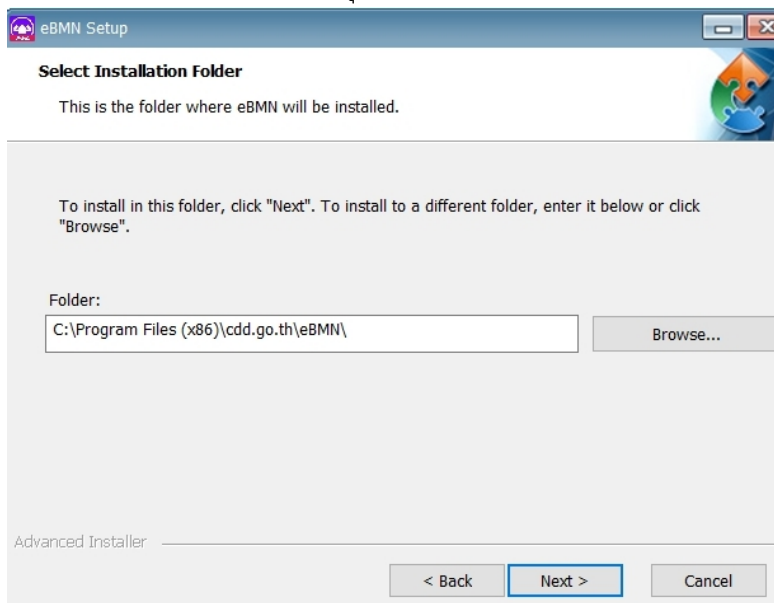 eBMN Setup
Select Installation Folder
This is the folder where eBMN will be installed.
To install in this folder, click "Next". To install to a different folder, enter it below or click
"Browse".
Folder:
C:\Program Files (x86)\cdd.go.th\eBMN\
Browse...
Advanced Installer
< Back
Next >
Cancel